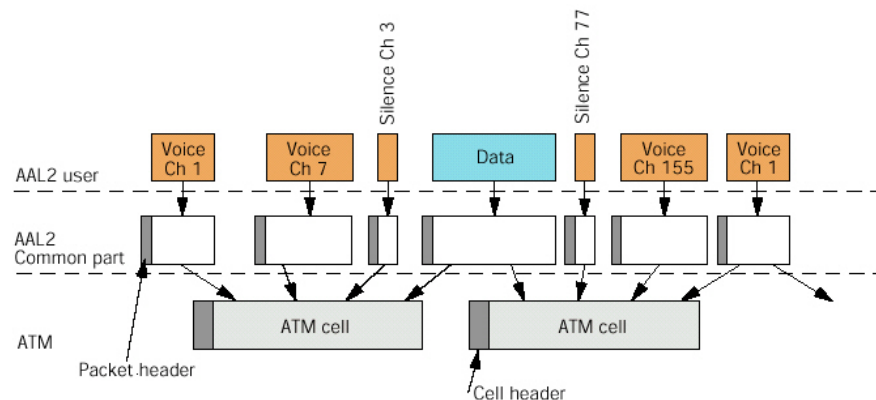 Silence Ch 3
Silence Ch 77
Voice
Ch 1
Voice
Ch 7
Data
Voice
Ch 155
Voice
Ch 1
AAL2 user
AAL2
Common part
ATM cell
ATM cell
ATM
Packet header
Cell header